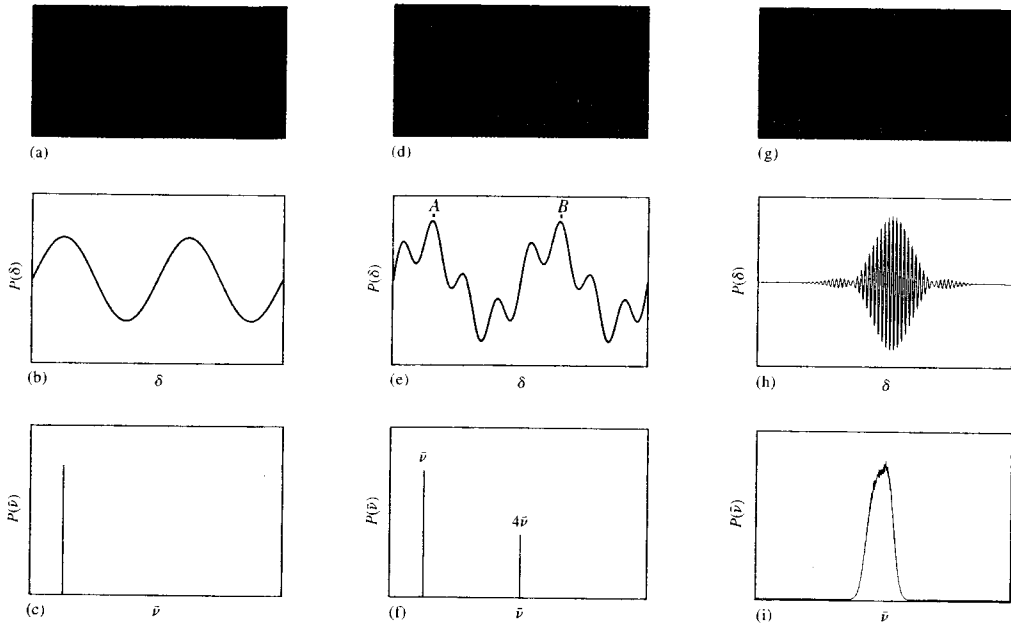 (a)
(d)
(g)
P(δ)
δ
(b)
A
B
P(δ)
δ
(e)
P(δ)
δ
(h)
P(ν̄)
ν̄
(c)
ν̄
4ν̄
P(ν̄)
ν̄
(f)
P(ν̄)
ν̄
(i)